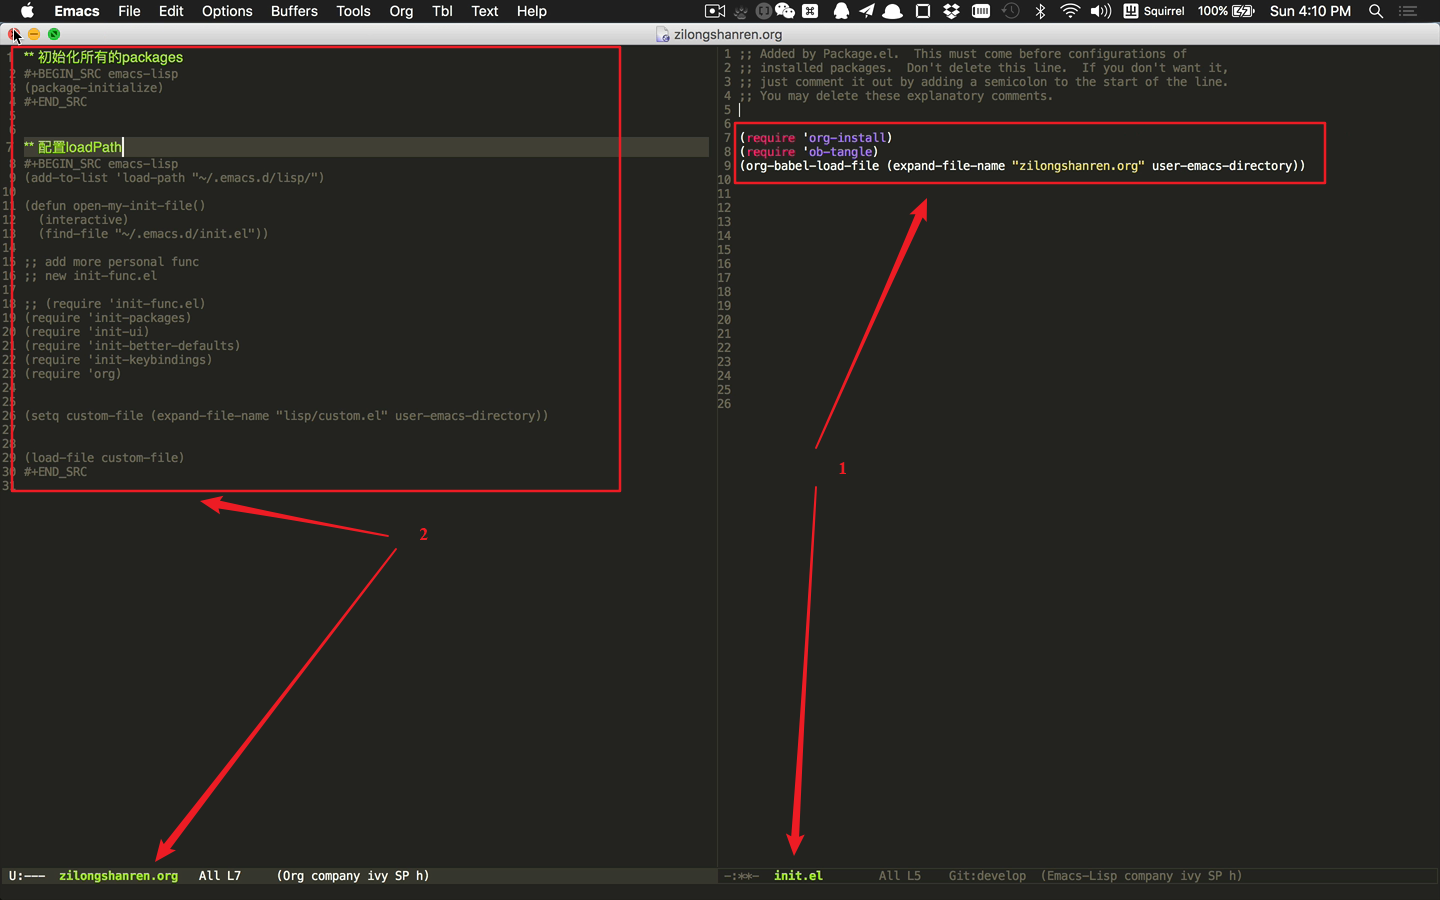 Emacs File Edit Options Buffers Tools Org Tbl Text Help Squirrel 100% Sun 4:10 PM
zilongshanren.org
1 ** 初始化所有的packages
2 #+BEGIN_SRC emacs-lisp
3 (package-initialize)
4 #+END_SRC
5
6
7 ** 配置loadPath
8 #+BEGIN_SRC emacs-lisp
9 (add-to-list 'load-path "~/.emacs.d/lisp/")
10
11 (defun open-my-init-file()
12   (interactive)
13   (find-file "~/.emacs.d/init.el"))
14
15 ;; add more personal func
16 ;; new init-func.el
17
18 ;; (require 'init-func.el)
19 (require 'init-packages)
20 (require 'init-ui)
21 (require 'init-better-defaults)
22 (require 'init-keybindings)
23 (require 'org)
24
25
26 (setq custom-file (expand-file-name "lisp/custom.el" user-emacs-directory))
27
28
29 (load-file custom-file)
30 #+END_SRC
31
2
U:--- zilongshanren.org All L7 (Org company ivy SP h)
1 ;; Added by Package.el.  This must come before configurations of
2 ;; installed packages.  Don't delete this line.  If you don't want it,
3 ;; just comment it out by adding a semicolon to the start of the line.
4 ;; You may delete these explanatory comments.
5
6
7 (require 'org-install)
8 (require 'ob-tangle)
9 (org-babel-load-file (expand-file-name "zilongshanren.org" user-emacs-directory))
10
11
12
13
14
15
16
17
18
19
20
21
22
23
24
25
26
1
-:**- init.el All L5 Git:develop (Emacs-Lisp company ivy SP h)